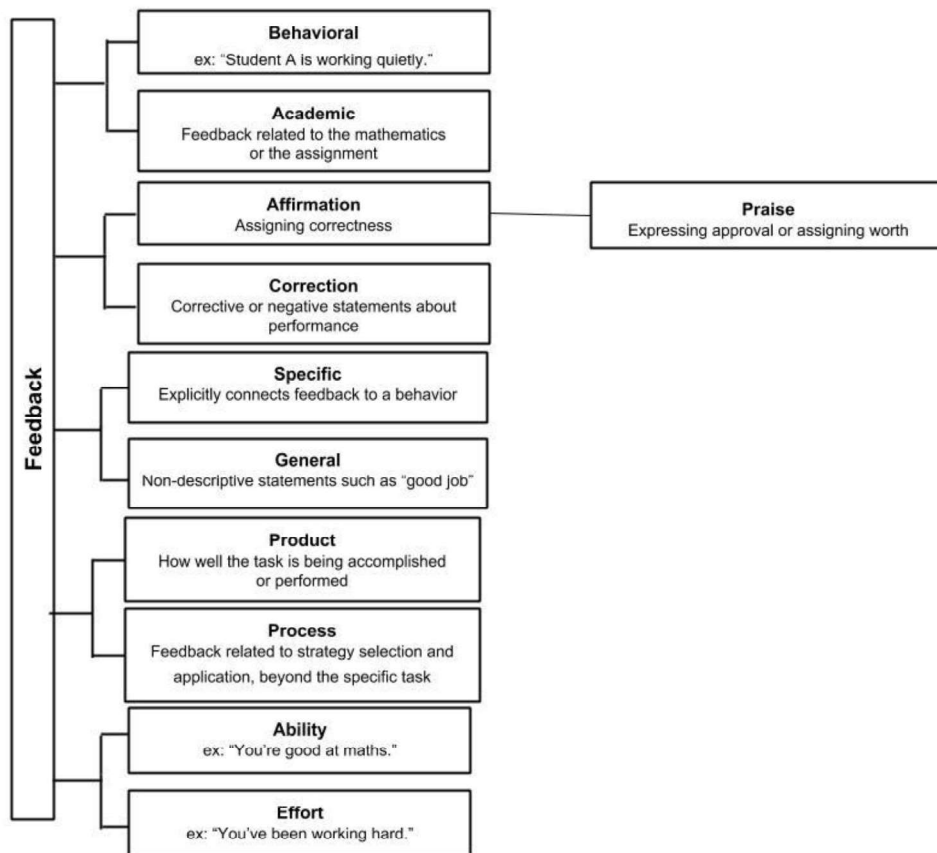 Feedback
Behavioral
ex: “Student A is working quietly.”
Academic
Feedback related to the mathematics
or the assignment
Affirmation
Assigning correctness
Praise
Expressing approval or assigning worth
Correction
Corrective or negative statements about
performance
Specific
Explicitly connects feedback to a behavior
General
Non-descriptive statements such as “good job”
Product
How well the task is being accomplished
or performed
Process
Feedback related to strategy selection and
application, beyond the specific task
Ability
ex: “You’re good at maths.”
Effort
ex: “You’ve been working hard.”